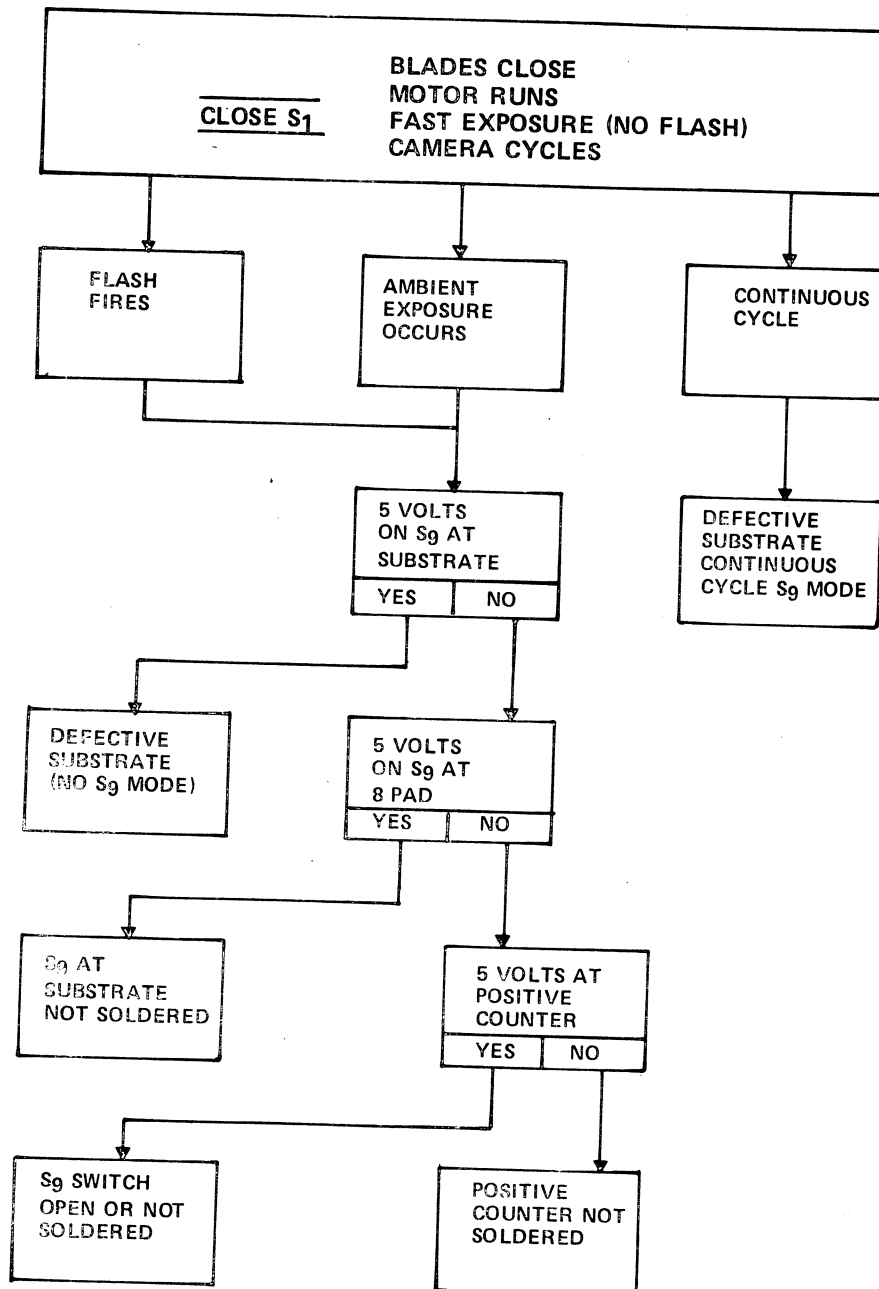 BLADES CLOSE
MOTOR RUNS
CLOSE S1
FAST EXPOSURE (NO FLASH)
CAMERA CYCLES
FLASH
FIRES
AMBIENT
EXPOSURE
OCCURS
CONTINUOUS
CYCLE
5 VOLTS
ON S9 AT
SUBSTRATE
YES NO
DEFECTIVE
SUBSTRATE
CONTINUOUS
CYCLE S9 MODE
DEFECTIVE
SUBSTRATE
(NO S9 MODE)
5 VOLTS
ON S9 AT
8 PAD
YES NO
S9 AT
SUBSTRATE
NOT SOLDERED
5 VOLTS AT
POSITIVE
COUNTER
YES NO
S9 SWITCH
OPEN OR NOT
SOLDERED
POSITIVE
COUNTER NOT
SOLDERED